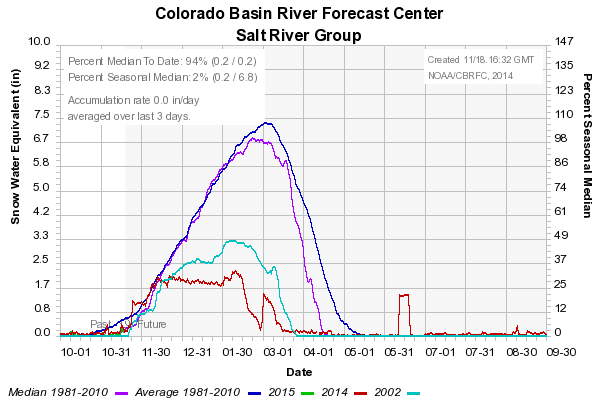 Colorado Basin River Forecast Center
Salt River Group
Percent Median To Date: 94% (0.2 / 0.2)
Percent Seasonal Median: 2% (0.2 / 6.8)
Accumulation rate 0.0 in/day
averaged over last 3 days.
Created 11/18.16:32 GMT
NOAA/CBRFC, 2014
Snow Water Equivalent (in)
10.0
9.2
8.3
7.5
6.7
5.8
5.0
4.2
3.3
2.5
1.7
0.8
0.0
Percent Seasonal Median
147
135
123
110
98
86
74
61
49
37
25
12
0
Past
Future
10-01 10-31 11-30 12-31 01-30 03-01 04-01 05-01 05-31 07-01 07-31 08-30 09-30
Date
Median 1981-2010 Average 1981-2010 2015 2014 2002